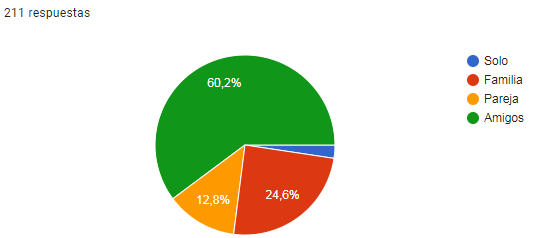 211 respuestas
Solo
Familia
Pareja
Amigos
60,2%
12,8%
24,6%